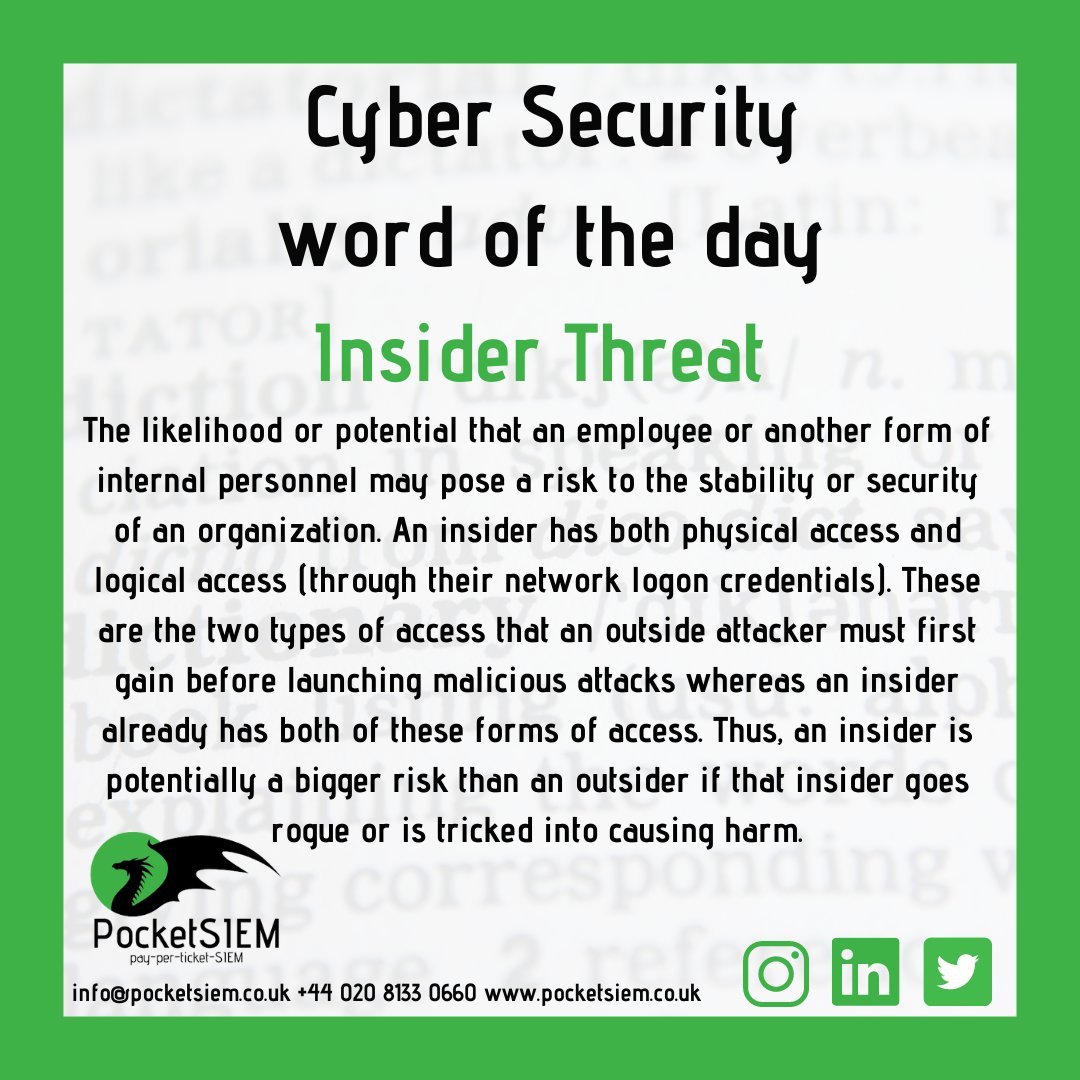 Cyber Security
word of the day
Insider Threat
The likelihood or potential that an employee or another form of
internal personnel may pose a risk to the stability or security
of an organization. An insider has both physical access and
logical access (through their network logon credentials). These
are the two types of access that an outside attacker must first
gain before launching malicious attacks whereas an insider
already has both of these forms of access. Thus, an insider is
potentially a bigger risk than an outsider if that insider goes
rogue or is tricked into causing harm.
PocketSIEM
pay-per-ticket-SIEM
info@pocketsiem.co.uk +44 020 8133 0660 www.pocketsiem.co.uk
in